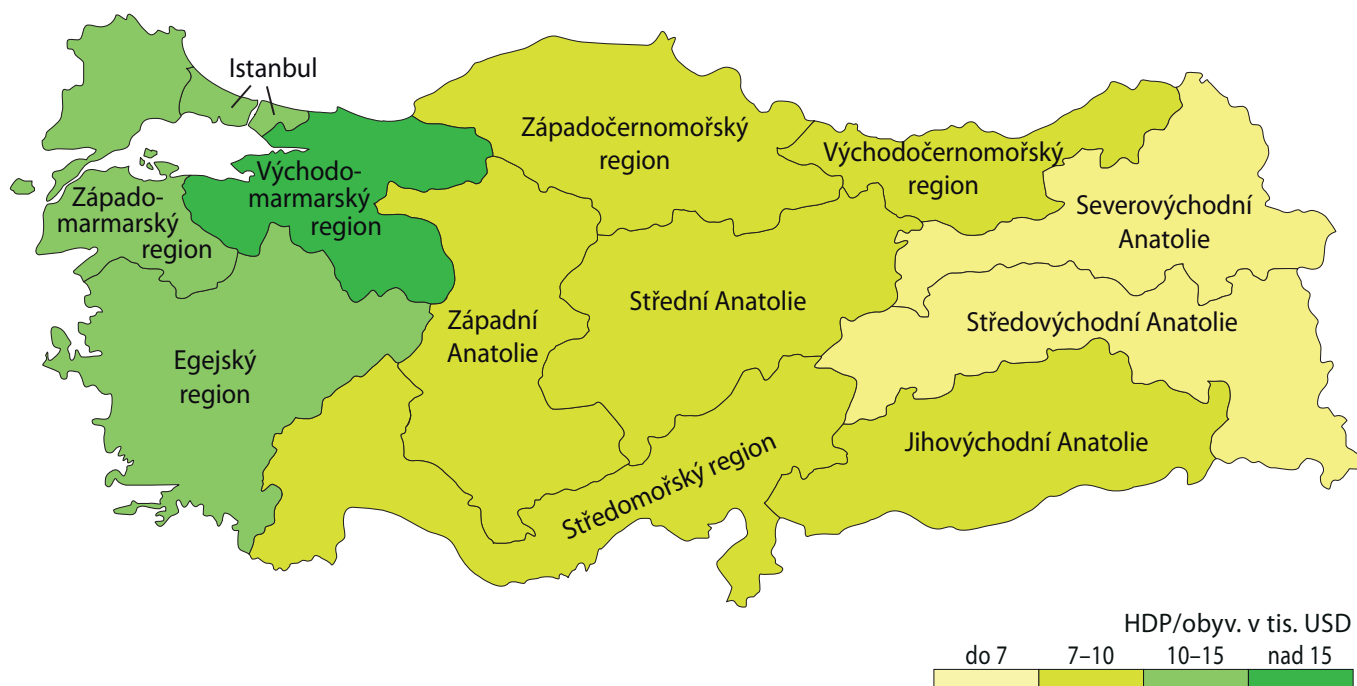 Istanbul
Západočernomořský
region
Východočernomořský
region
Východo-
marmarský
region
Západo-
marmarský
region
Severovýchodní
Anatolie
Střední Anatolie
Západní
Anatolie
Středovýchodní Anatolie
Egejský
region
Jihovýchodní Anatolie
Středomořský region
HDP/obyv. v tis. USD
do 7 7–10 10–15 nad 15